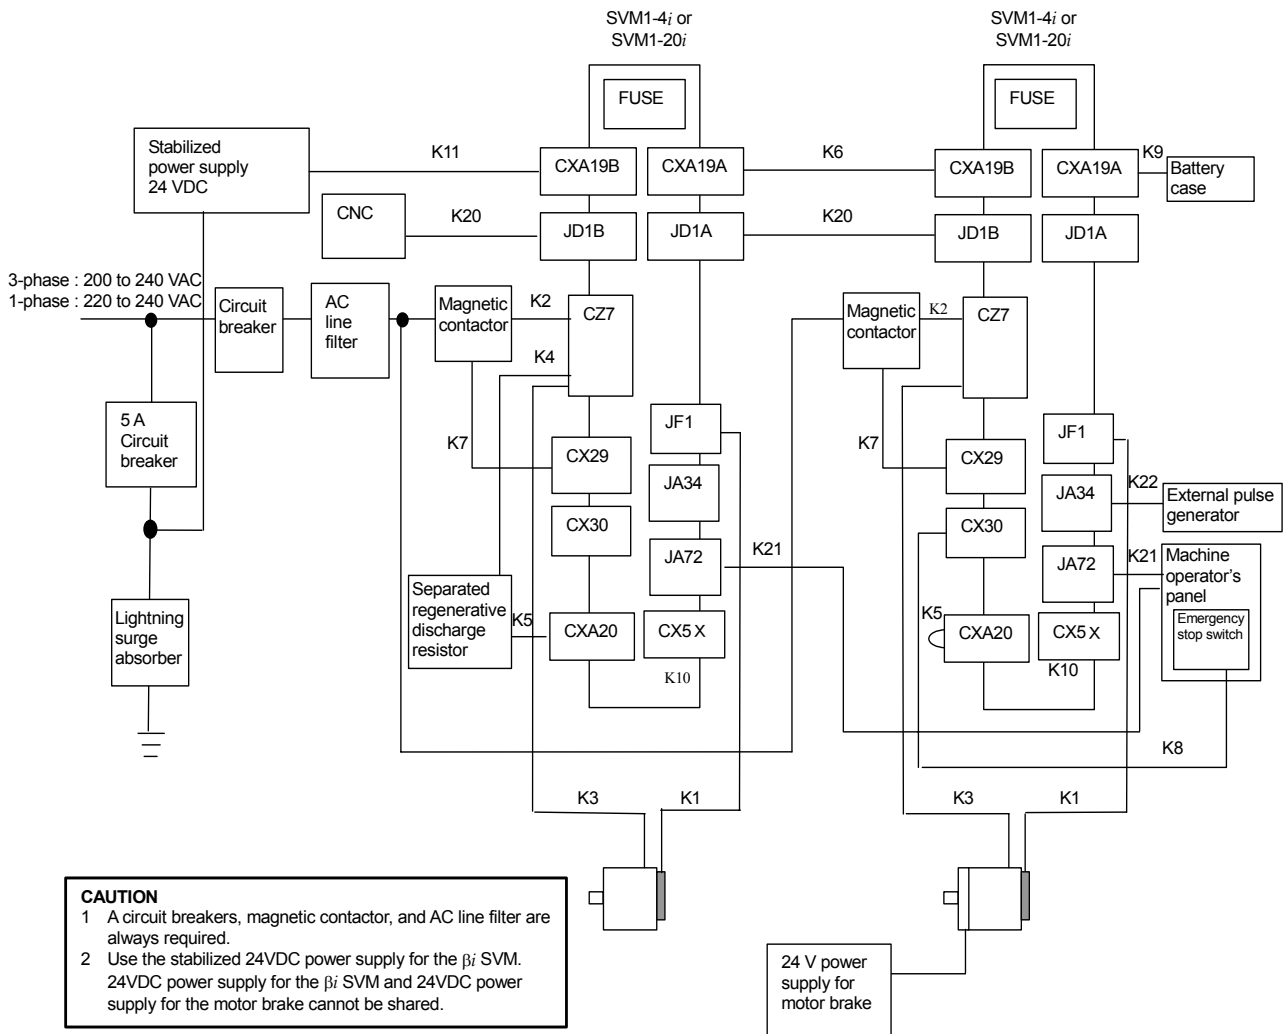 SVM1-4i or
SVM1-20i
SVM1-4i or
SVM1-20i
FUSE
FUSE
Stabilized
power supply
24 VDC
K11
CXA19B
CXA19A
K6
CXA19B
CXA19A
K9
Battery
case
CNC
K20
JD1B
JD1A
K20
JD1B
JD1A
3-phase : 200 to 240 VAC
1-phase : 220 to 240 VAC
Circuit
breaker
AC
line
filter
Magnetic
contactor
K2
CZ7
Magnetic
contactor
K2
CZ7
K4
5 A
Circuit
breaker
K7
CX29
JF1
K7
CX29
JF1
JA34
JA34
K22
External pulse
generator
CX30
CX30
JA72
K21
JA72
K21
Machine
operator's
panel
Emergency
stop switch
Lightning
surge
absorber
Separated
regenerative
discharge
resistor
K5
CXA20
CX5 X
K5
CXA20
CX5 X
K10
K10
K8
K3
K1
K3
K1
CAUTION
1 A circuit breakers, magnetic contactor, and AC line filter are
always required.
2 Use the stabilized 24VDC power supply for the βi SVM.
24VDC power supply for the βi SVM and 24VDC power
supply for the motor brake cannot be shared.
24 V power
supply for
motor brake